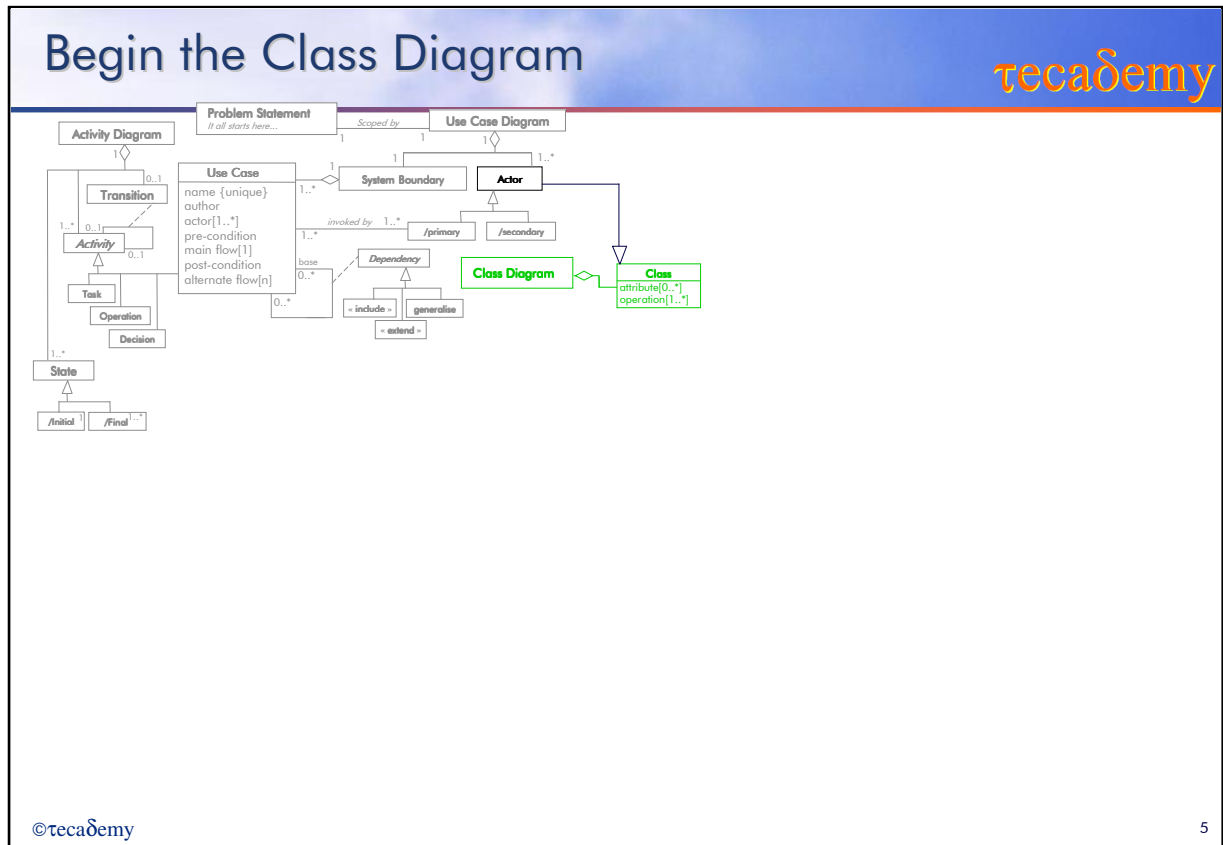 Begin the Class Diagram
τecaδemy
Problem Statement
It all starts here...
Scoped by
1
1
Use Case Diagram
1
1
1..*
System Boundary
Actor
Activity Diagram
1
0..1
Transition
1..*
0..1
Activity
0..1
Task
Operation
Decision
1..*
State
/Initial
1
/Final
1..*
Use Case
name {unique}
author
actor[1..*]
pre-condition
main flow[1]
post-condition
alternate flow[n]
1
1..*
invoked by
1..*
1..*
/primary
/secondary
base
0..*
0..*
Dependency
« include »
generalise
« extend »
Class Diagram
Class
attribute[0..*]
operation[1..*]
©τecaδemy
5